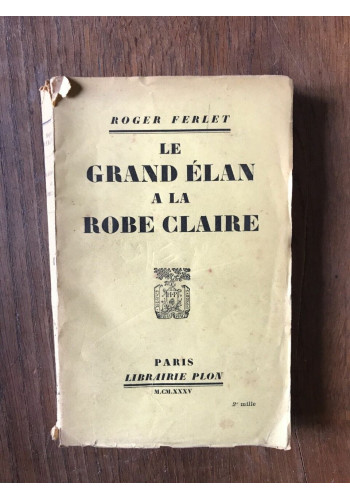 ROGER FERLET
LE
GRAND ÉLAN
A LA
ROBE CLAIRE
PARIS
LIBRAIRIE PLON
M.CM.XXXV
2e mille